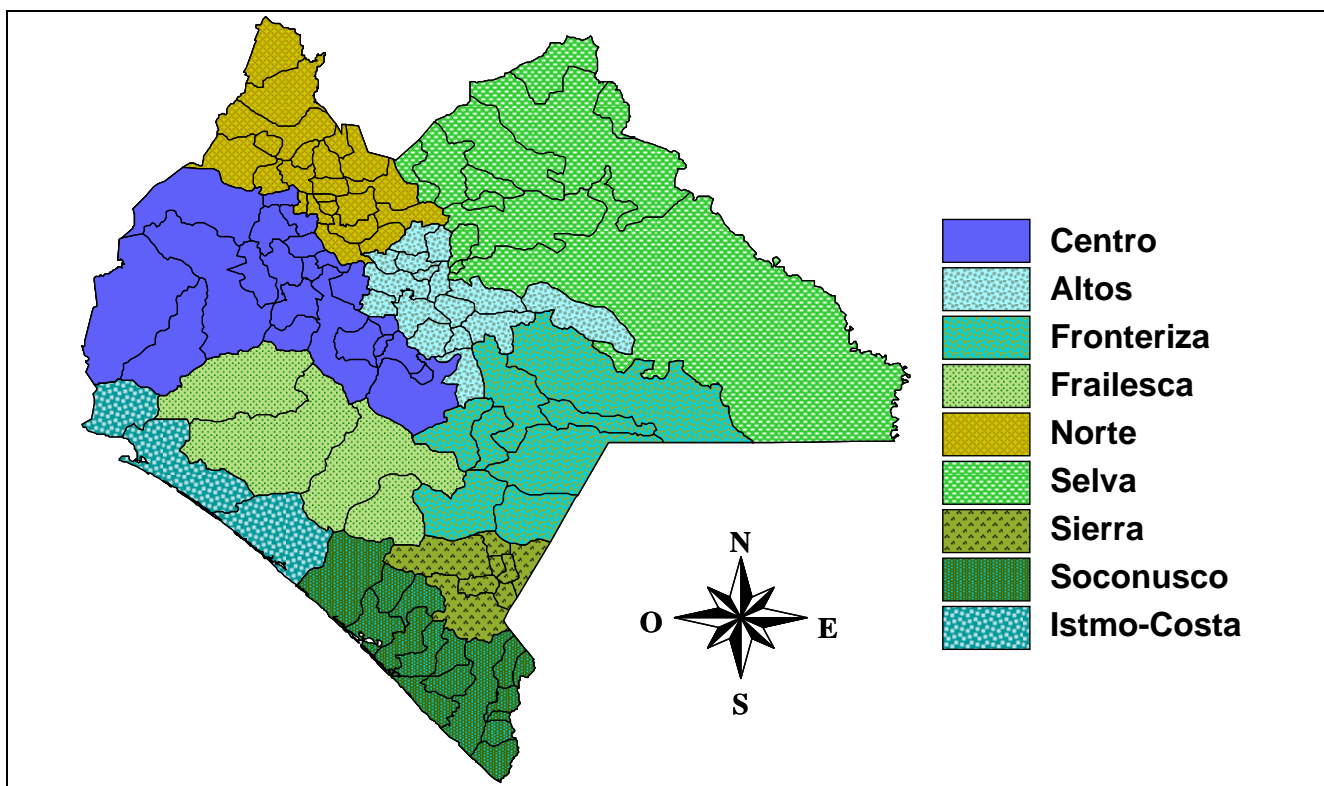 Centro
Altos
Fronteriza
Frailesca
Norte
Selva
Sierra
Soconusco
Istmo-Costa
N
O
E
S